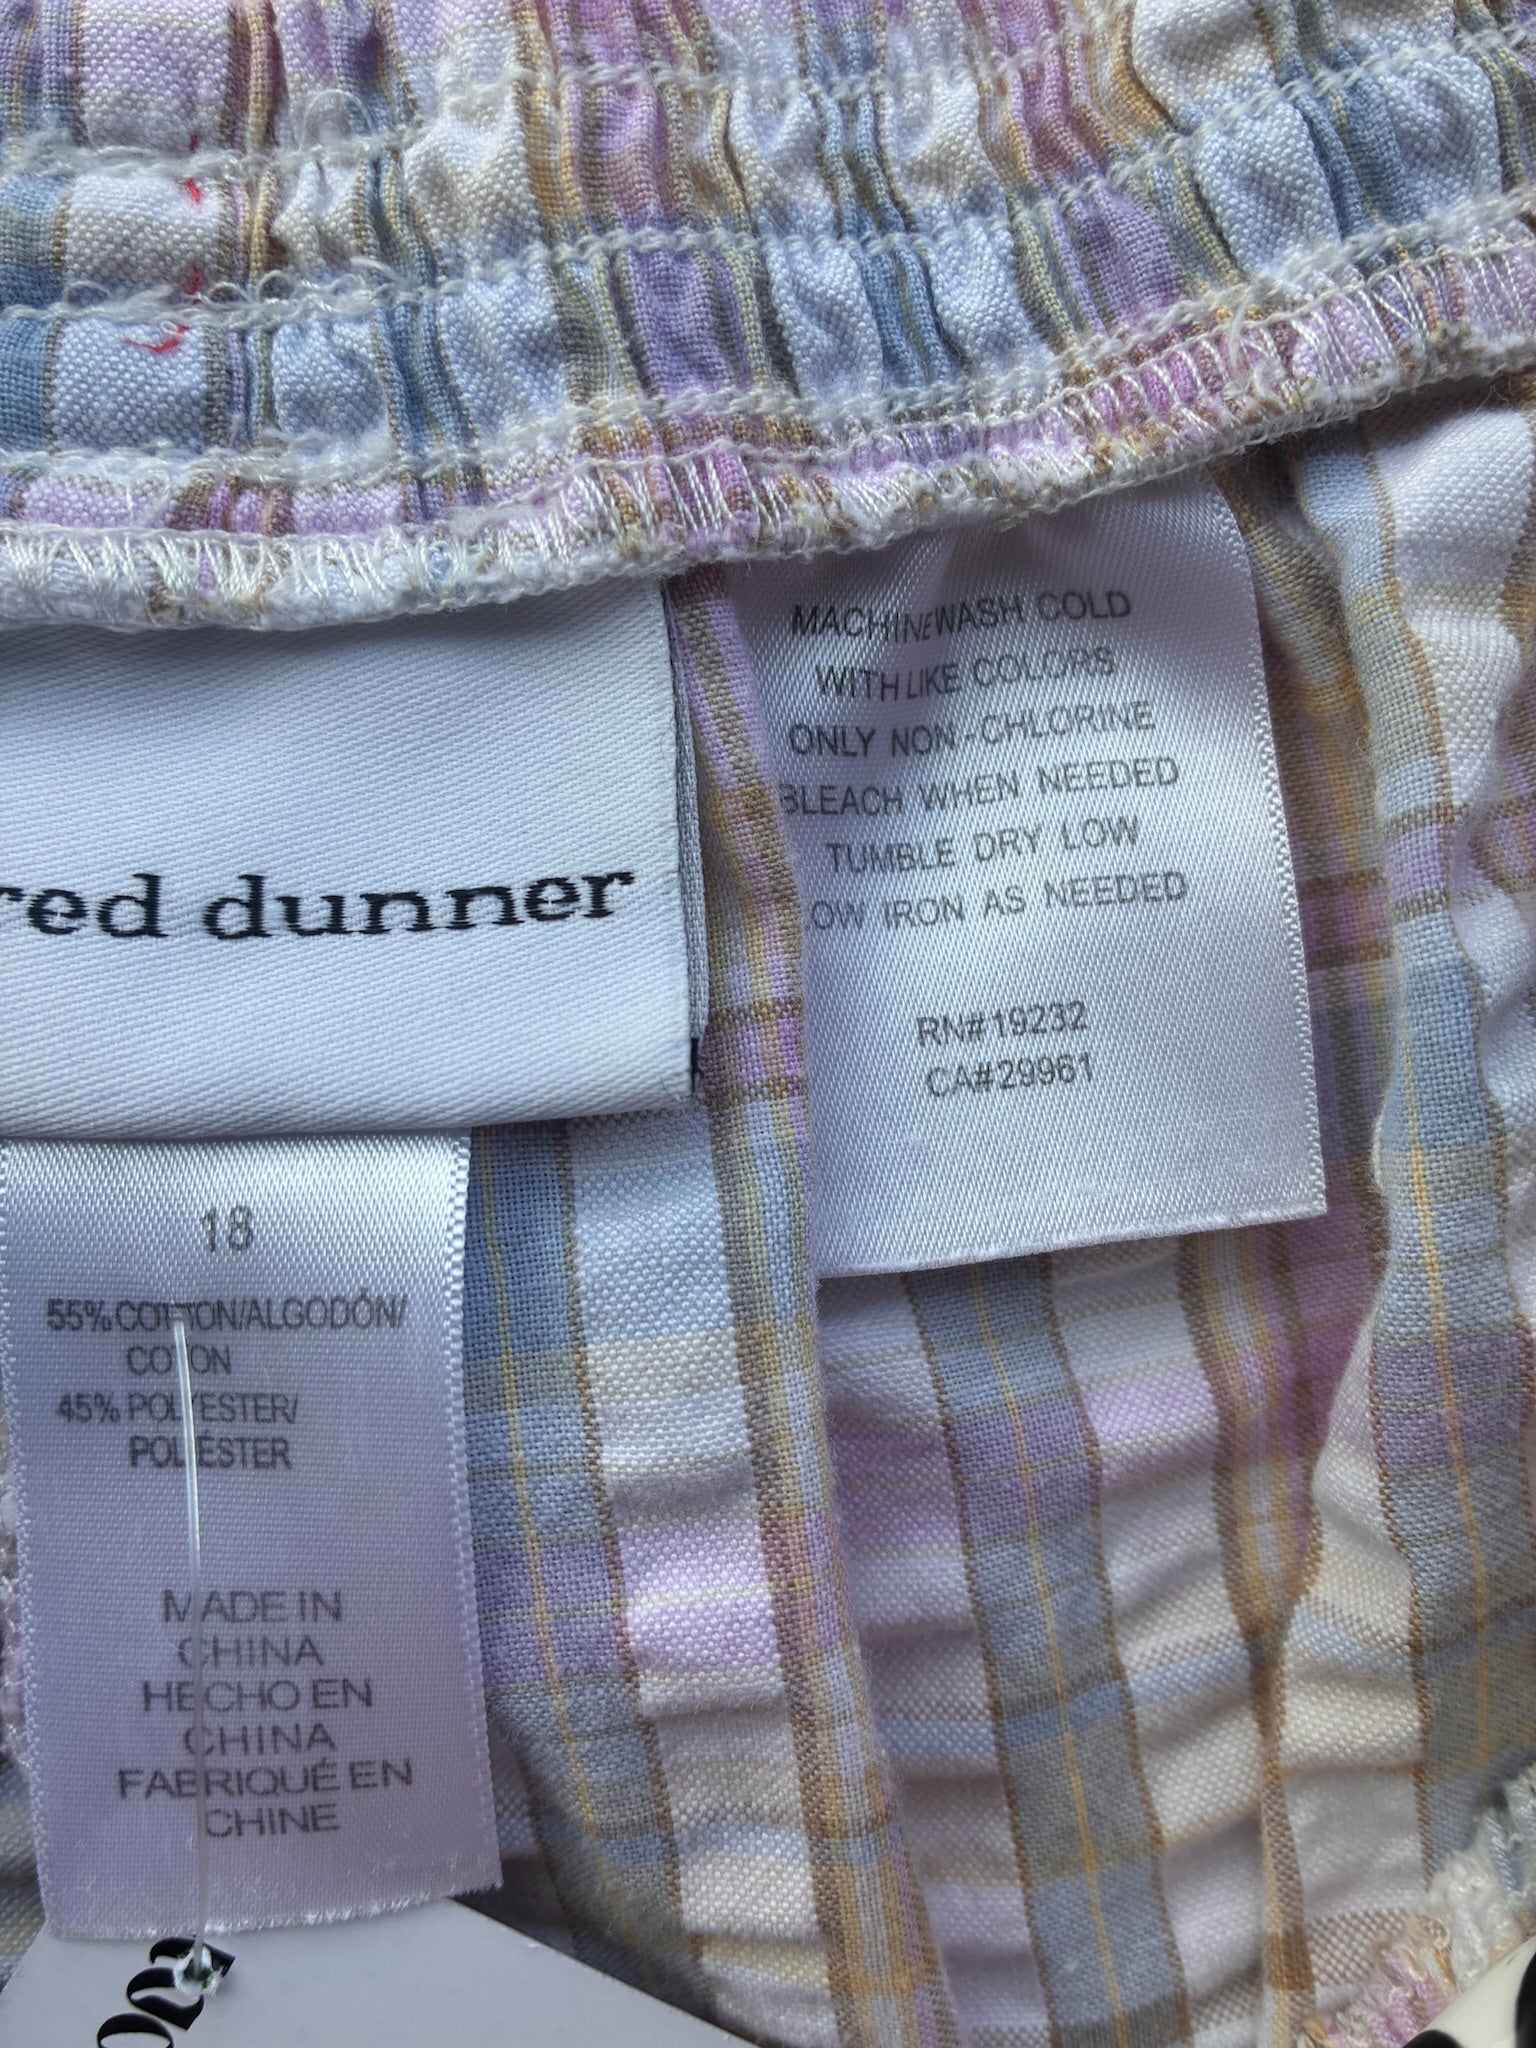 red dunner
MACHINE WASH COLD
WITH LIKE COLORS
ONLY NON-CHLORINE
BLEACH WHEN NEEDED
TUMBLE DRY LOW
OW IRON AS NEEDED
RN#19232
CA#29961
18
55% COTTON/ALGODÓN/
COTON
45% POLYESTER/
POLIÉSTER
MADE IN
CHINA
HECHO EN
CHINA
FABRIQUÉ EN
CHINE